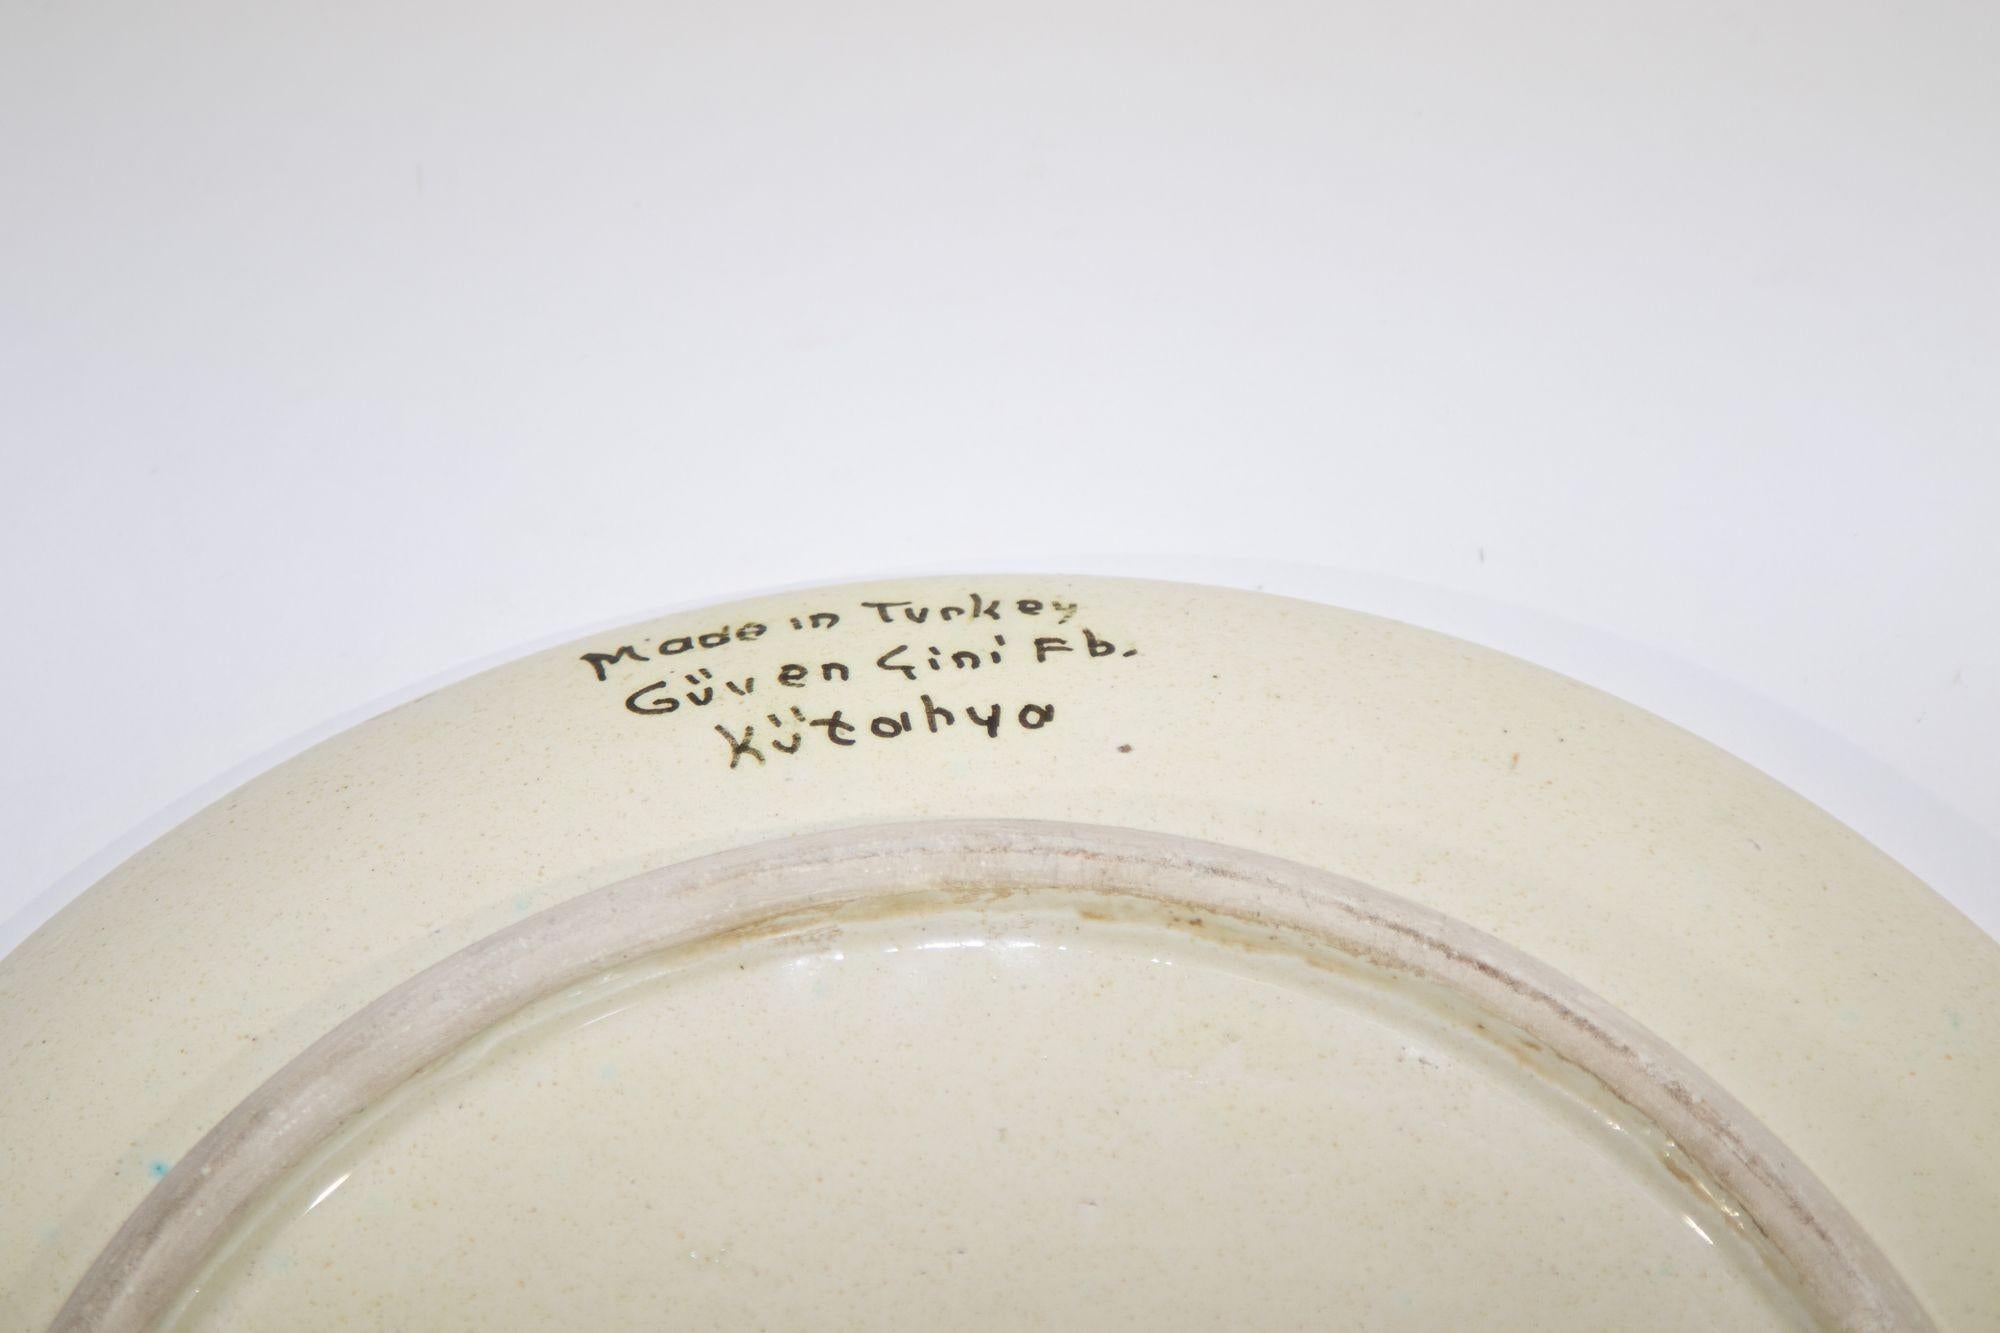 Made in Turkey
Güven Çini Fb.
Kütahya